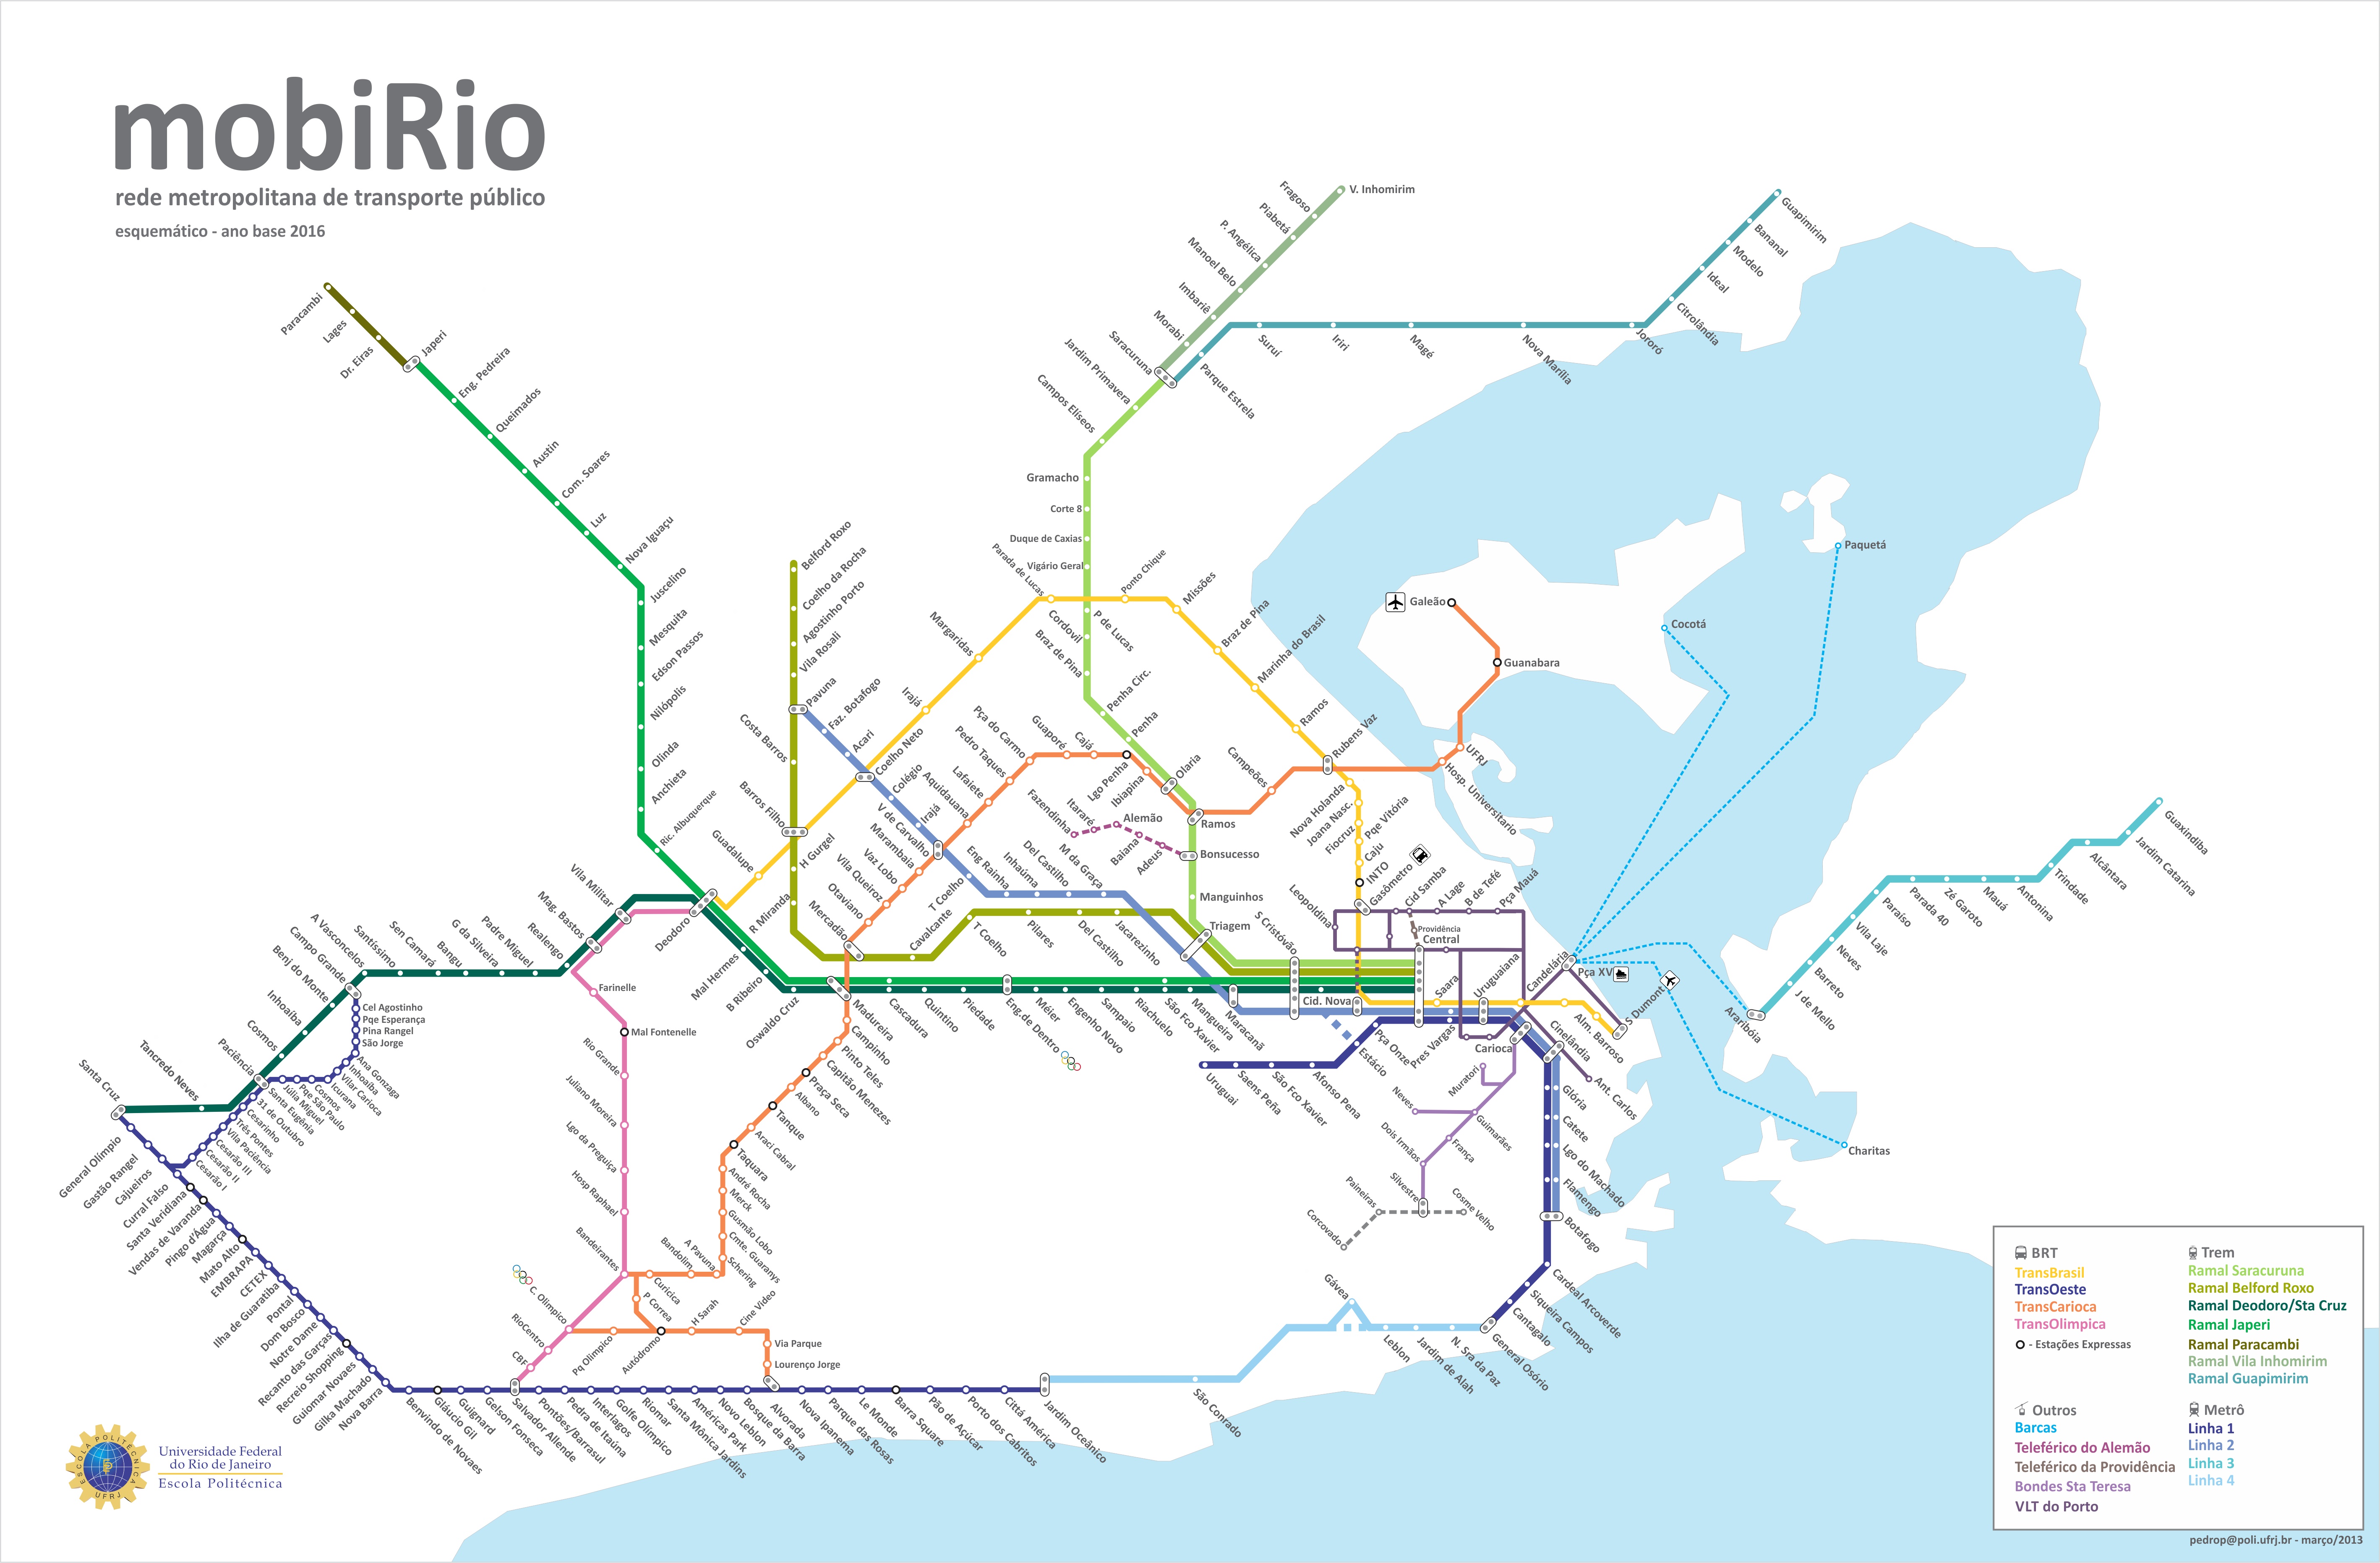 mobiRio
rede metropolitana de transporte público
esquemático - ano base 2016
Paracambi
Lages
Dr. Eiras
Japeri
Eng. Pedreira
Queimados
Austin
Com. Soares
Luz
Nova Iguaçu
Juscelino
Mesquita
Edson Passos
Nilópolis
Olinda
Anchieta
Ric. Albuquerque
Deodoro
V. Inhomirim
Fragoso
Piabetá
P. Angélica
Manoel Belo
Imbariê
Morabi
Saracuruna
Jardim Primavera
Campos Elíseos
Gramacho
Corte 8
Duque de Caxias
Vigário Geral
P de Lucas
Cordovil
Braz de Pina
Penha Circ.
Penha
Olaria
Ramos
Bonsucesso
Manguinhos
Triagem
Guapimirim
Bananal
Modelo
Ideal
Citrolândia
Jororó
Nova Marília
Magé
Iriri
Suruí
Parque Estrela
Belford Roxo
Coelho da Rocha
Agostinho Porto
Vila Rosali
Pavuna
Costa Barros
Barros Filho
H Gurgel
R Miranda
Mercadão
Cavalcante
T Coelho
Pilares
Del Castilho
Jacarezinho
Faz. Botafogo
Acari
Coelho Neto
Colégio
Irajá
V de Carvalho
T Coelho
Eng Rainha
Inhaúma
Del Castilho
M da Graça
Guadalupe
Irajá
Margaridas
Parada de Lucas
Ponto Chique
Missões
Braz de Pina
Marinha do Brasil
Ramos
Rubens Vaz
Nova Holanda
Joana Nasc.
Fiocruz
Pqe Vitória
Caju
INTO
Gasômetro
Galeão
Guanabara
UFRJ
Hosp. Universitario
Campeões
Ibiapina
Lgo Penha
Cajá
Guaporé
Pça do Carmo
Pedro Taques
Lafaiete
Aquidauana
Marambaia
Vaz Lobo
Vila Queiroz
Otaviano
Fazendinha
Itararé
Alemão
Baiana
Adeus
Paquetá
Cocotá
Charitas
Pça XV
Araribóia
J de Mello
Barreto
Neves
Vila Laje
Paraíso
Parada 40
Zé Garoto
Mauá
Antonina
Trindade
Alcântara
Jardim Catarina
Guaxindiba
Leopoldina
Cid Samba
A Lage
B de Tefé
Pça Mauá
Providência
Central
S Cristóvão
Cid. Nova
Saara
Uruguaiana
Candelária
S Dumont
Alm. Barroso
Cinelândia
Ant. Carlos
Carioca
Pres Vargas
Pça Onze
Estácio
Afonso Pena
São Fco Xavier
Saens Peña
Uruguai
Maracanã
Mangueira
São Fco Xavier
Riachuelo
Sampaio
Engenho Novo
Méier
Eng. de Dentro
Piedade
Quintino
Cascadura
Madureira
Oswaldo Cruz
B Ribeiro
Mal Hermes
Vila Militar
Mag. Bastos
Realengo
Padre Miguel
G da Silveira
Bangu
Sen Camará
Santíssimo
A Vasconcelos
Campo Grande
Benj do Monte
Inhoaíba
Cosmos
Paciência
Tancredo Neves
Santa Cruz
Cel Agostinho
Pqe Esperança
Pina Rangel
São Jorge
Ana Gonzaga
Inhoaíba
Vilar Carioca
Icurana
Cosmos
Pqe São Paulo
Júlia Miguel
Santa Eugênia
31 de Outubro
Cesarinho
Três Pontes
Vila Paciência
Cesarão III
Cesarão II
Cesarão I
General Olímpio
Gastão Rangel
Cajueiros
Curral Falso
Santa Veridiana
Vendas de Varanda
Pingo d'Água
Magarça
Mato Alto
EMBRAPA
CETEX
Ilha de Guaratiba
Pontal
Dom Bosco
Notre Dame
Recanto das Garças
Recreio Shopping
Guiomar Novaes
Gilka Machado
Nova Barra
Benvindo de Novaes
Gláucio Gil
Guignard
Gelson Fonseca
Salvador Allende
Pontões/Barrasul
Pedra de Itaúna
Interlagos
Golfe Olímpico
Riomar
Santa Mônica Jardins
Américas Park
Novo Leblon
Bosque da Barra
Alvorada
Nova Ipanema
Parque das Rosas
Le Monde
Barra Square
Pão de Açúcar
Porto dos Cabritos
Cittá América
Jardim Oceânico
Farinelle
Mal Fontenelle
Rio Grande
Juliano Moreira
Lgo da Preguiça
Hosp Raphael
Bandeirantes
C. Olímpico
RioCentro
CBF
Campinho
Pinto Teles
Capitão Menezes
Praça Seca
Albano
Tanque
Araci Cabral
Taquara
André Rocha
Merck
Gusmão Lobo
Cmte. Guaranys
Schering
A Pavuna
Bandolim
Curicica
P Correa
Pq Olímpico
Autódromo
H Sarah
Cine Video
Via Parque
Lourenço Jorge
Muratori
Neves
Guimarães
França
Dois Irmãos
Silvestre
Paineiras
Cosme Velho
Corcovado
Glória
Catete
Lgo do Machado
Flamengo
Botafogo
Cardeal Arcoverde
Siqueira Campos
Cantagalo
General Osório
N. Sra da Paz
Jardim de Alah
Leblon
Gávea
São Conrado
BRT
TransBrasil
TransOeste
TransCarioca
TransOlimpica
- Estações Expressas
Trem
Ramal Saracuruna
Ramal Belford Roxo
Ramal Deodoro/Sta Cruz
Ramal Japeri
Ramal Paracambi
Ramal Vila Inhomirim
Ramal Guapimirim
Outros
Barcas
Teleférico do Alemão
Teleférico da Providência
Bondes Sta Teresa
VLT do Porto
Metrô
Linha 1
Linha 2
Linha 3
Linha 4
ESCOLA POLITÉCNICA
UFRJ
Universidade Federal
do Rio de Janeiro
Escola Politécnica
pedrop@poli.ufrj.br - março/2013